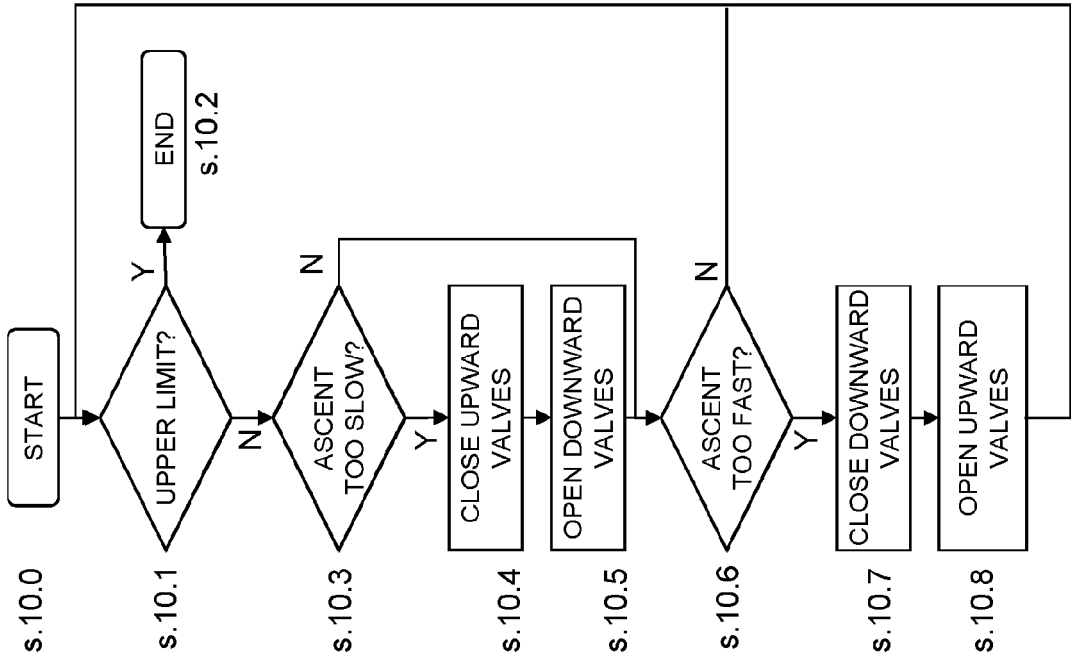 s.10.0
START
s.10.1
UPPER LIMIT?
Y
END
s.10.2
N
s.10.3
ASCENT
TOO SLOW?
N
Y
s.10.4
CLOSE UPWARD
VALVES
s.10.5
OPEN DOWNWARD
VALVES
s.10.6
ASCENT
TOO FAST?
N
Y
s.10.7
CLOSE DOWNWARD
VALVES
s.10.8
OPEN UPWARD
VALVES